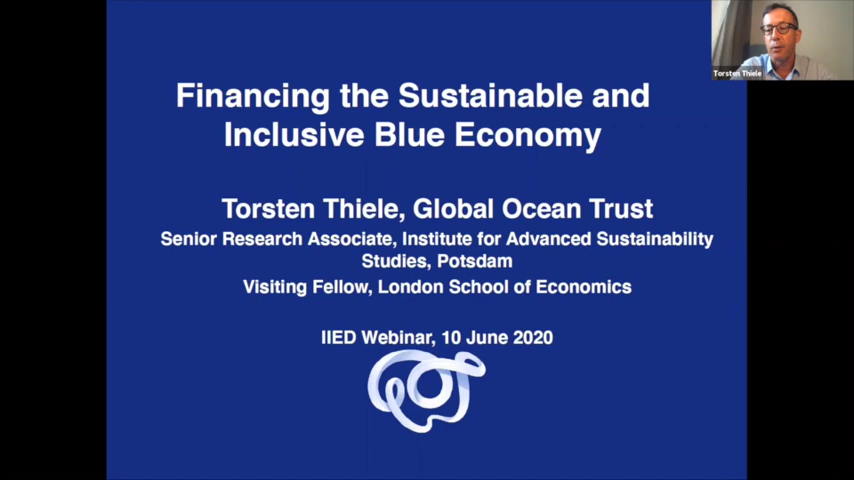 Financing the Sustainable and
Inclusive Blue Economy
Torsten Thiele, Global Ocean Trust
Senior Research Associate, Institute for Advanced Sustainability
Studies, Potsdam
Visiting Fellow, London School of Economics
IIED Webinar, 10 June 2020
Torsten Thiele